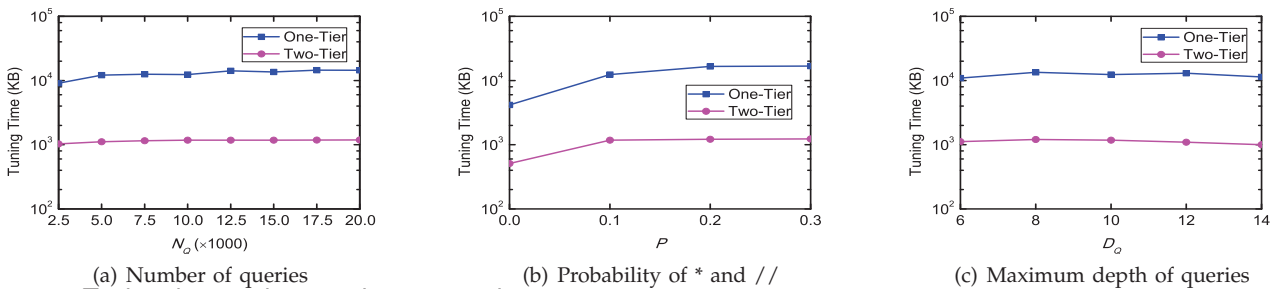 10^5
10^4
10^3
10^2
Tuning Time (KB)
One-Tier
Two-Tier
2.5 5.0 7.5 10.0 12.5 15.0 17.5 20.0
N_Q (×1000)
(a) Number of queries
10^5
10^4
10^3
10^2
Tuning Time (KB)
One-Tier
Two-Tier
0.0 0.1 0.2 0.3
P
(b) Probability of * and //
10^5
10^4
10^3
10^2
Tuning Time (KB)
One-Tier
Two-Tier
6 8 10 12 14
D_Q
(c) Maximum depth of queries